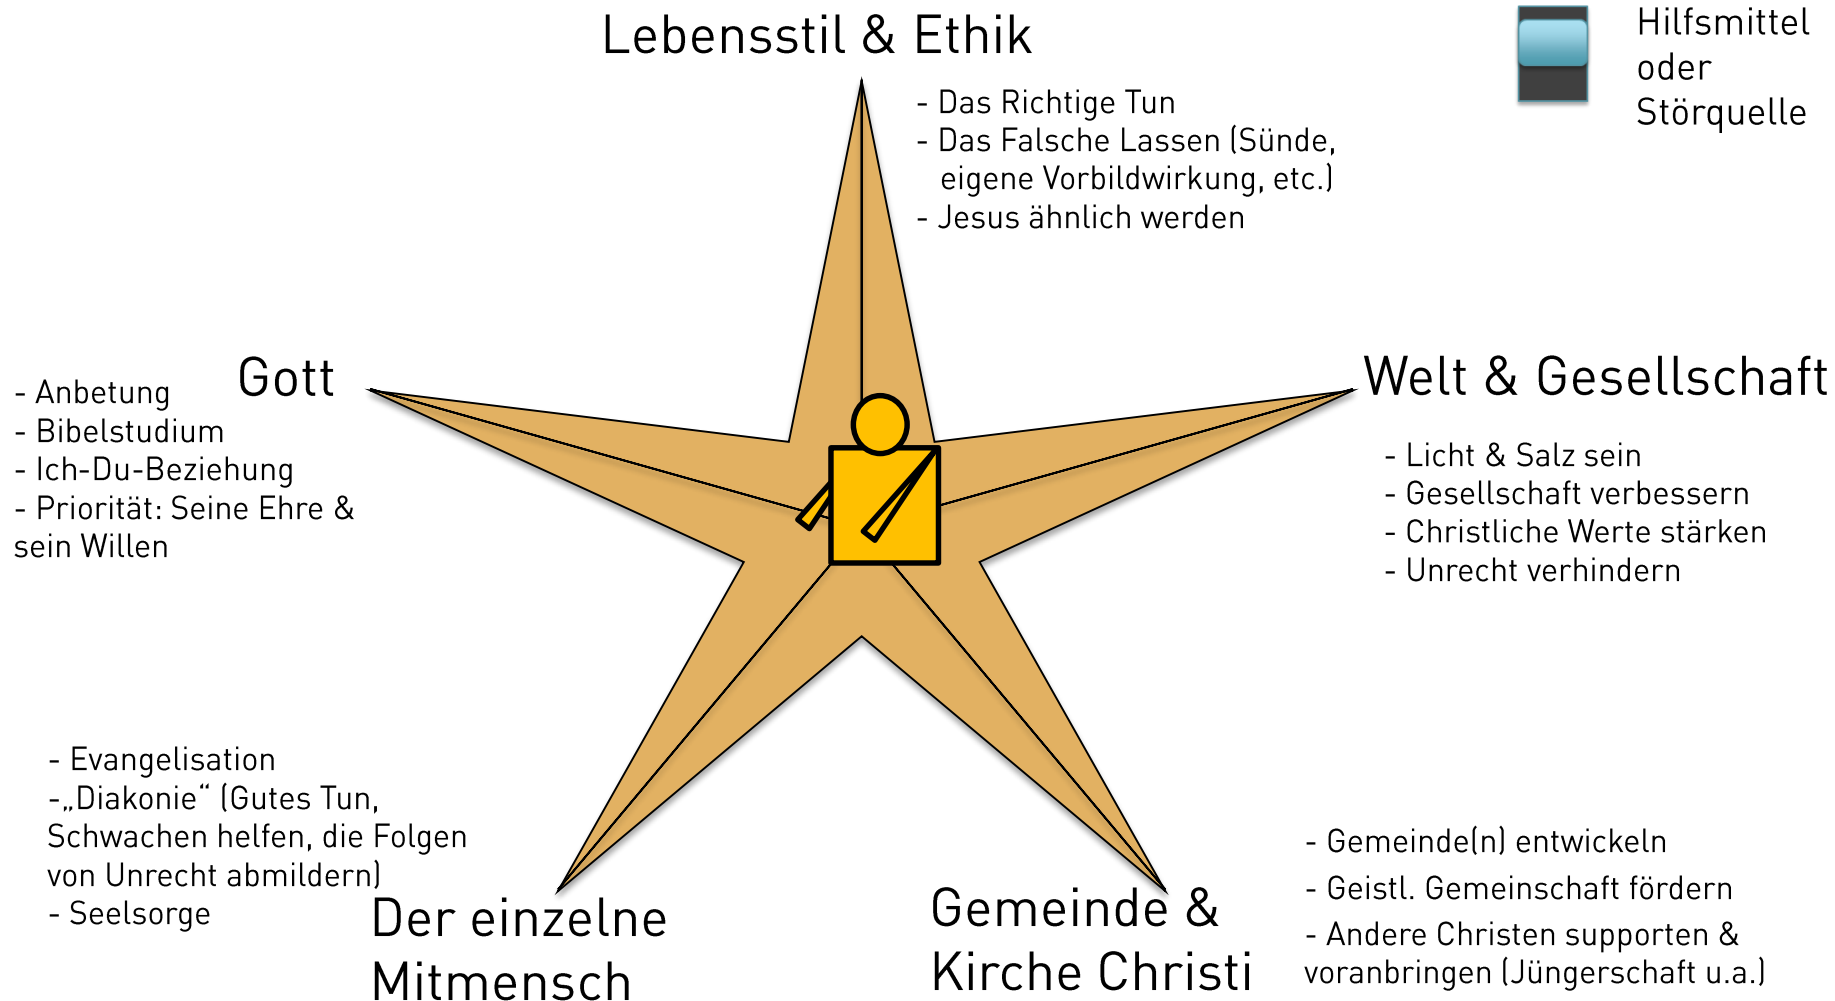 Lebensstil & Ethik
- Das Richtige Tun
- Das Falsche Lassen (Sünde,
eigene Vorbildwirkung, etc.)
- Jesus ähnlich werden
Hilfsmittel
oder
Störquelle
Gott
- Anbetung
- Bibelstudium
- Ich-Du-Beziehung
- Priorität: Seine Ehre &
sein Willen
Welt & Gesellschaft
- Licht & Salz sein
- Gesellschaft verbessern
- Christliche Werte stärken
- Unrecht verhindern
- Evangelisation
-„Diakonie“ (Gutes Tun,
Schwachen helfen, die Folgen
von Unrecht abmildern)
- Seelsorge
Der einzelne
Mitmensch
Gemeinde &
Kirche Christi
- Gemeinde(n) entwickeln
- Geistl. Gemeinschaft fördern
- Andere Christen supporten &
voranbringen (Jüngerschaft u.a.)